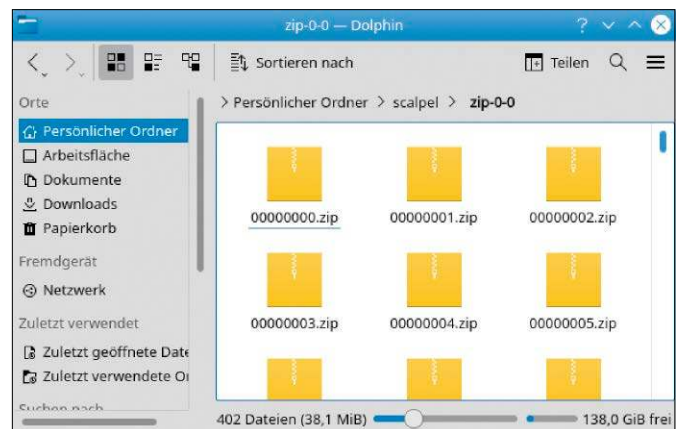 zip-0-0 — Dolphin
Sortieren nach
Teilen
Orte
> Persönlicher Ordner > scalpel > zip-0-0
Persönlicher Ordner
Arbeitsfläche
Dokumente
Downloads
Papierkorb
Fremdgerät
Netzwerk
Zuletzt verwendet
Zuletzt geöffnete Date
Zuletzt verwendete Or
Suchen nach
00000000.zip 00000001.zip 00000002.zip
00000003.zip 00000004.zip 00000005.zip
402 Dateien (38,1 MiB)
138,0 GiB frei